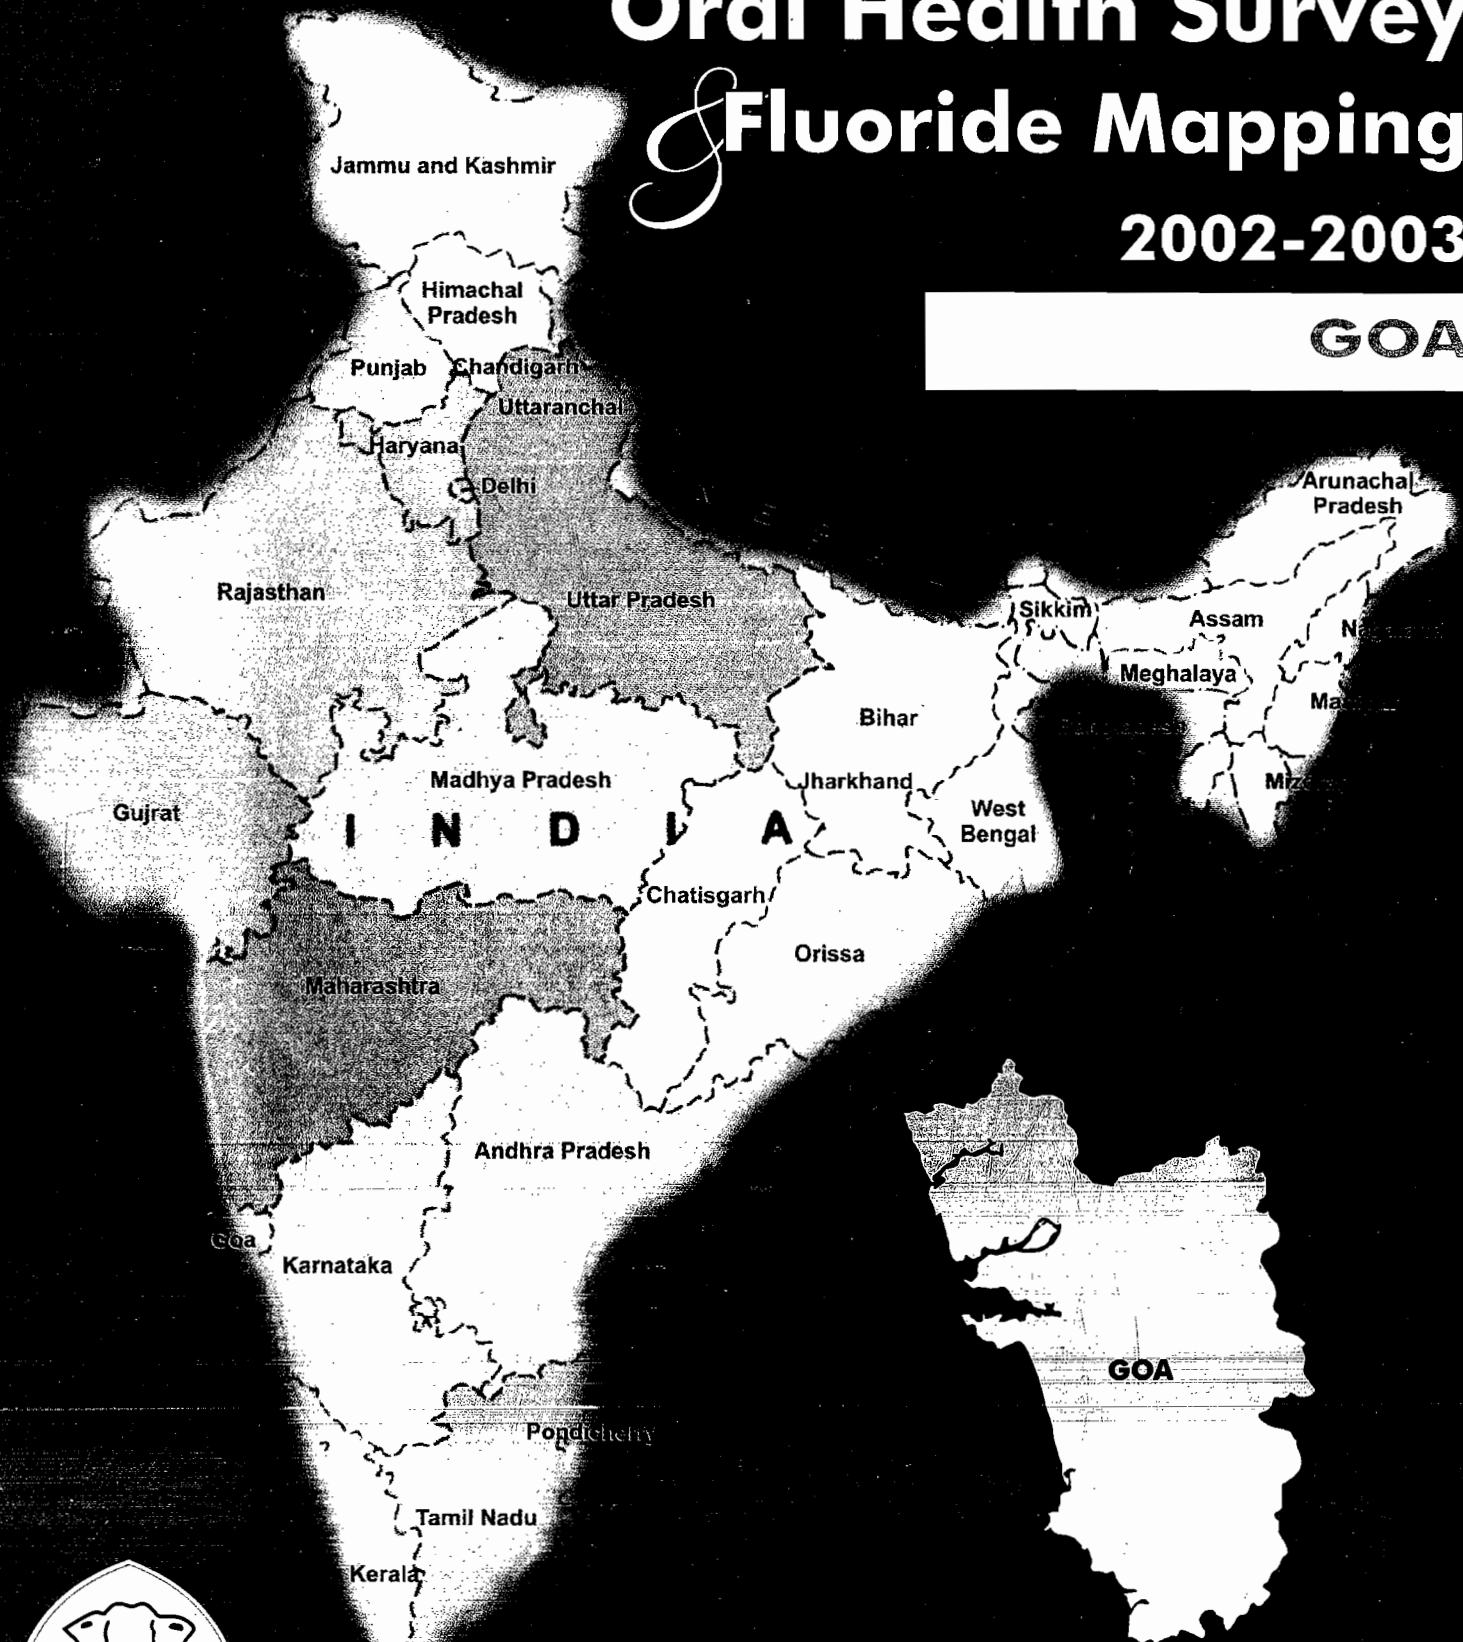 Oral Health Survey
& Fluoride Mapping
2002-2003
GOA
Jammu and Kashmir
Himachal
Pradesh
Punjab
Chandigarh
Uttaranchal
Haryana
Delhi
Arunachal
Pradesh
Rajasthan
Uttar Pradesh
Sikkim
Assam
Meghalaya
Bihar
Madhya Pradesh
Jharkhand
Gujrat
West
Bengal
I N D I A
Chatisgarh
Orissa
Maharashtra
Andhra Pradesh
Goa
Karnataka
GOA
Pondicherry
Tamil Nadu
Kerala